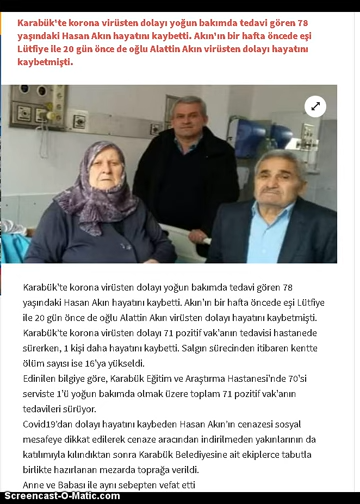 Karabük'te korona virüsten dolayı yoğun bakımda tedavi gören 78
yaşındaki Hasan Akın hayatını kaybetti. Akın'ın bir hafta öncede eşi
Lütfiye ile 20 gün önce de oğlu Alattin Akın virüsten dolayı hayatını
kaybetmişti.
Karabük'te korona virüsten dolayı yoğun bakımda tedavi gören 78
yaşındaki Hasan Akın hayatını kaybetti. Akın'ın bir hafta öncede eşi Lütfiye
ile 20 gün önce de oğlu Alattin Akın virüsten dolayı hayatını kaybetmişti.
Karabük'te korona virüsten dolayı 71 pozitif vak'anın tedavisi hastanede
sürerken, 1 kişi daha hayatını kaybetti. Salgın sürecinden itibaren kentte
ölüm sayısı ise 16'ya yükseldi.
Edinilen bilgiye göre, Karabük Eğitim ve Araştırma Hastanesi'nde 70'si
serviste 1'ü yoğun bakımda olmak üzere toplam 71 pozitif vak'anın
tedavileri sürüyor.
Covid19'dan dolayı hayatını kaybeden Hasan Akın'ın cenazesi sosyal
mesafeye dikkat edilerek cenaze aracından indirilmeden yakınlarının da
katılımıyla kılındıktan sonra Karabük Belediyesine ait ekiplerce tabutla
birlikte hazırlanan mezarda toprağa verildi.
Anne ve Babası ile aynı sebepten vefat etti
Screencast-O-Matic.com